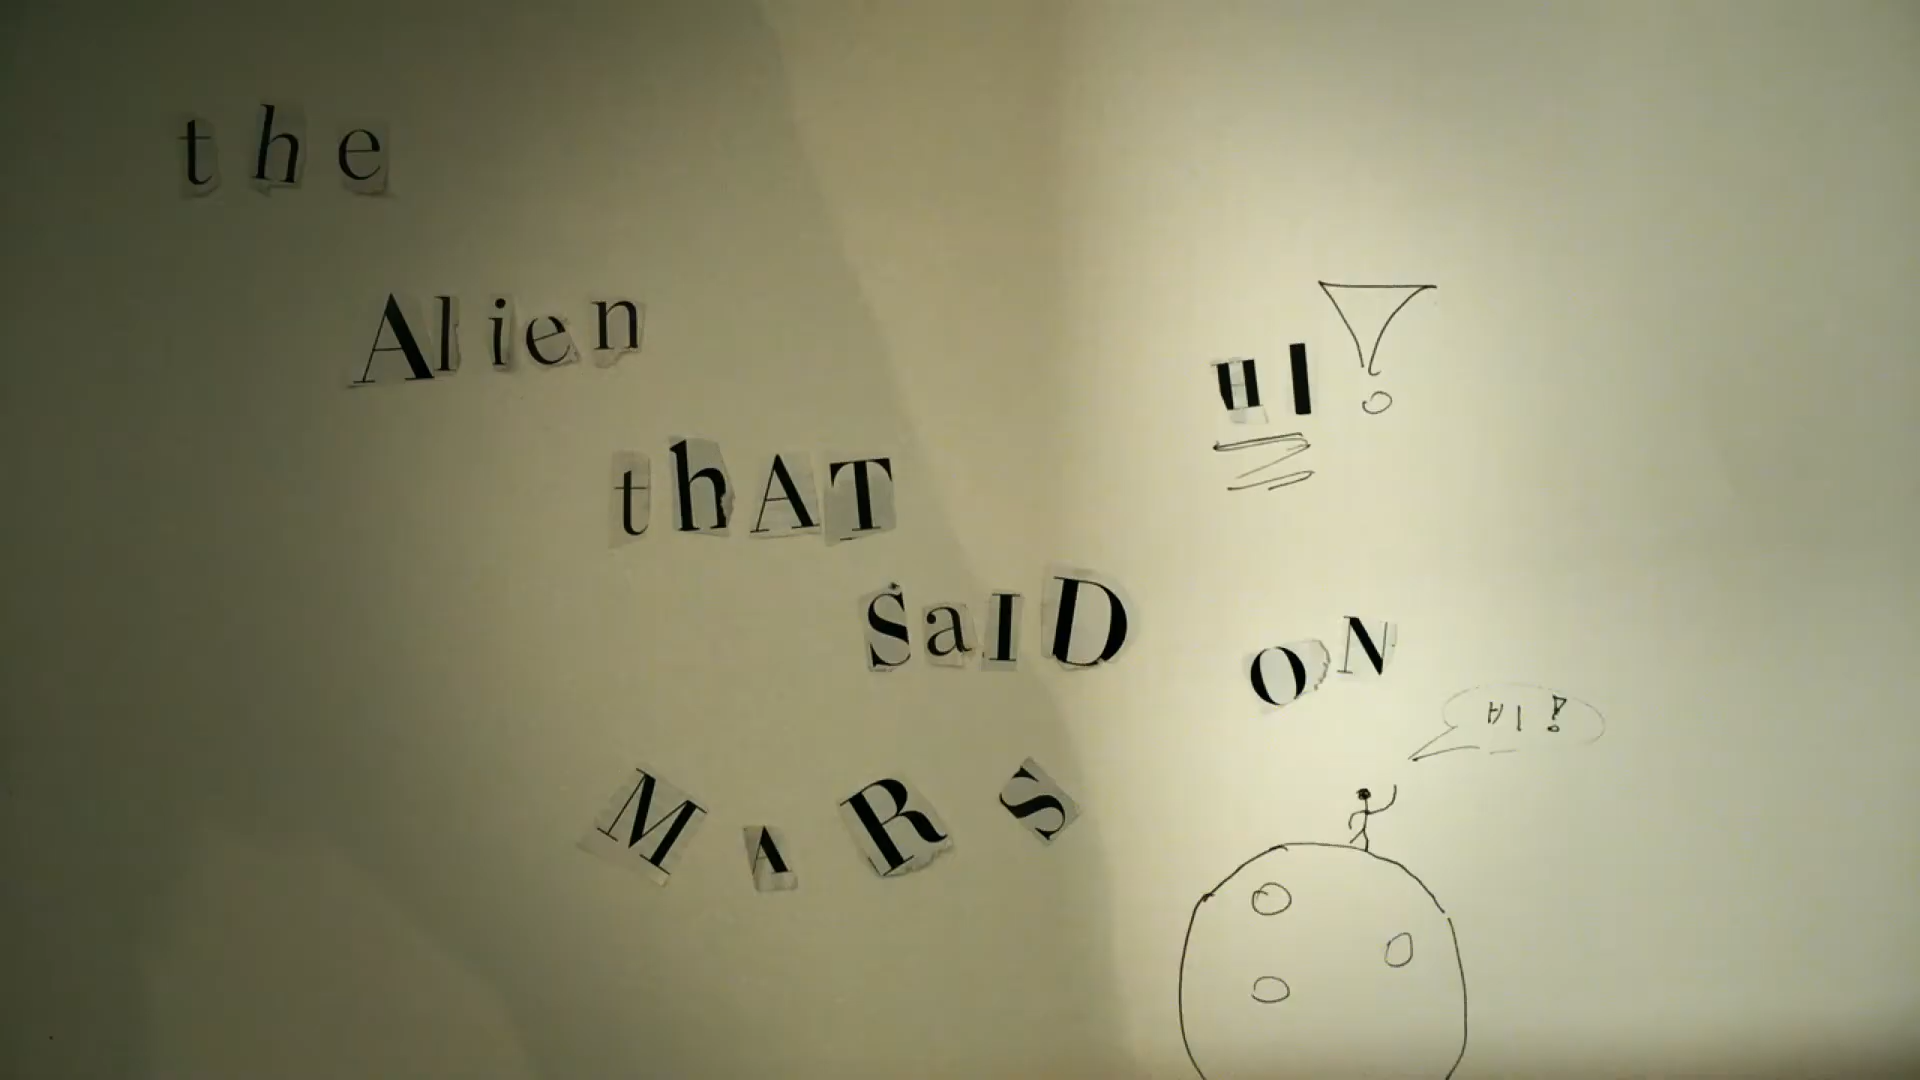 the
Alien
thAT
SaID
HI!
ON
MARS
HI!